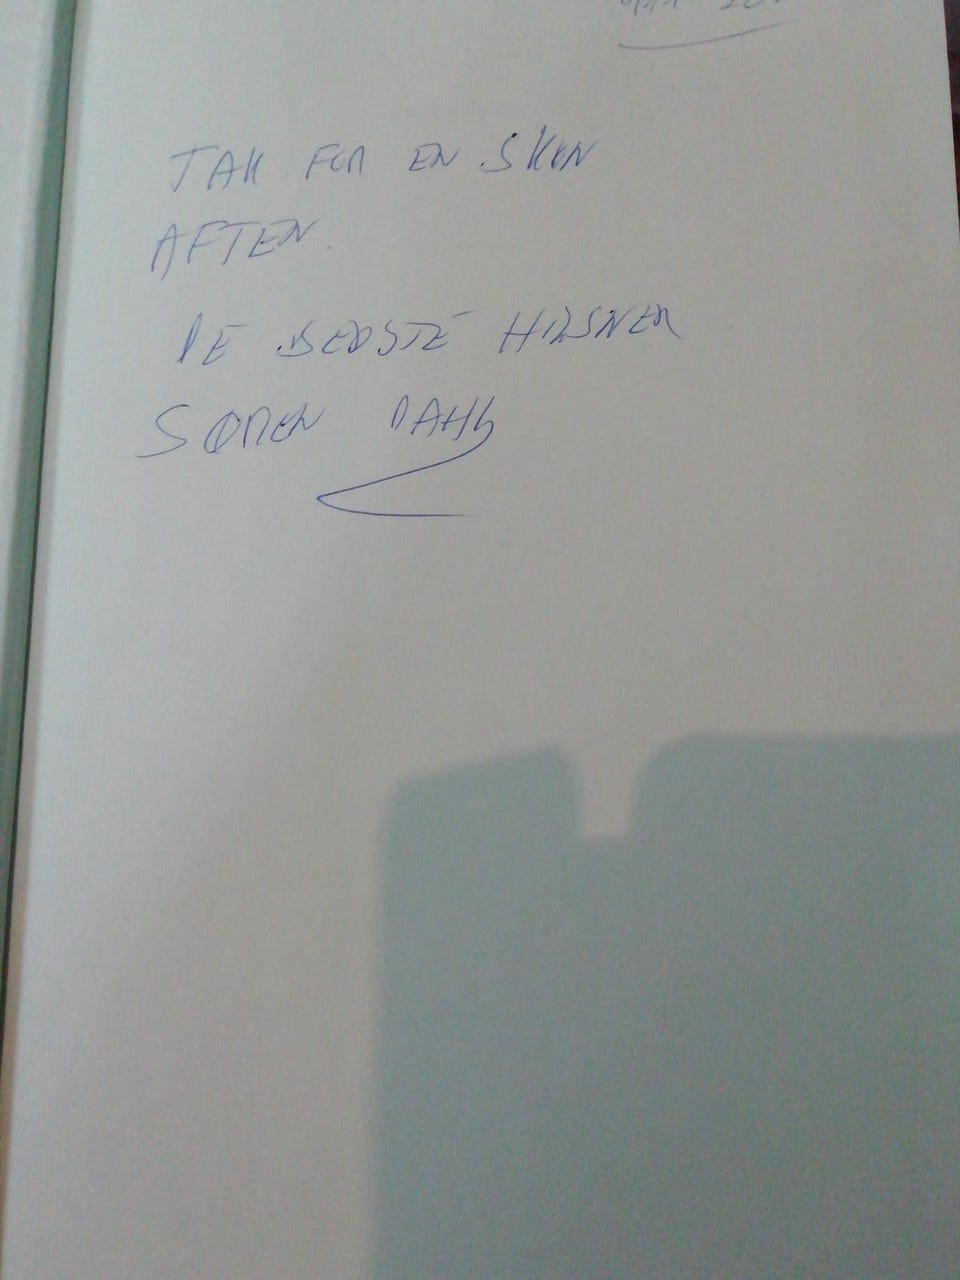 TAK FOR EN SKØN
AFTEN.
DE BEDSTE HILSNER
SØREN DAHL